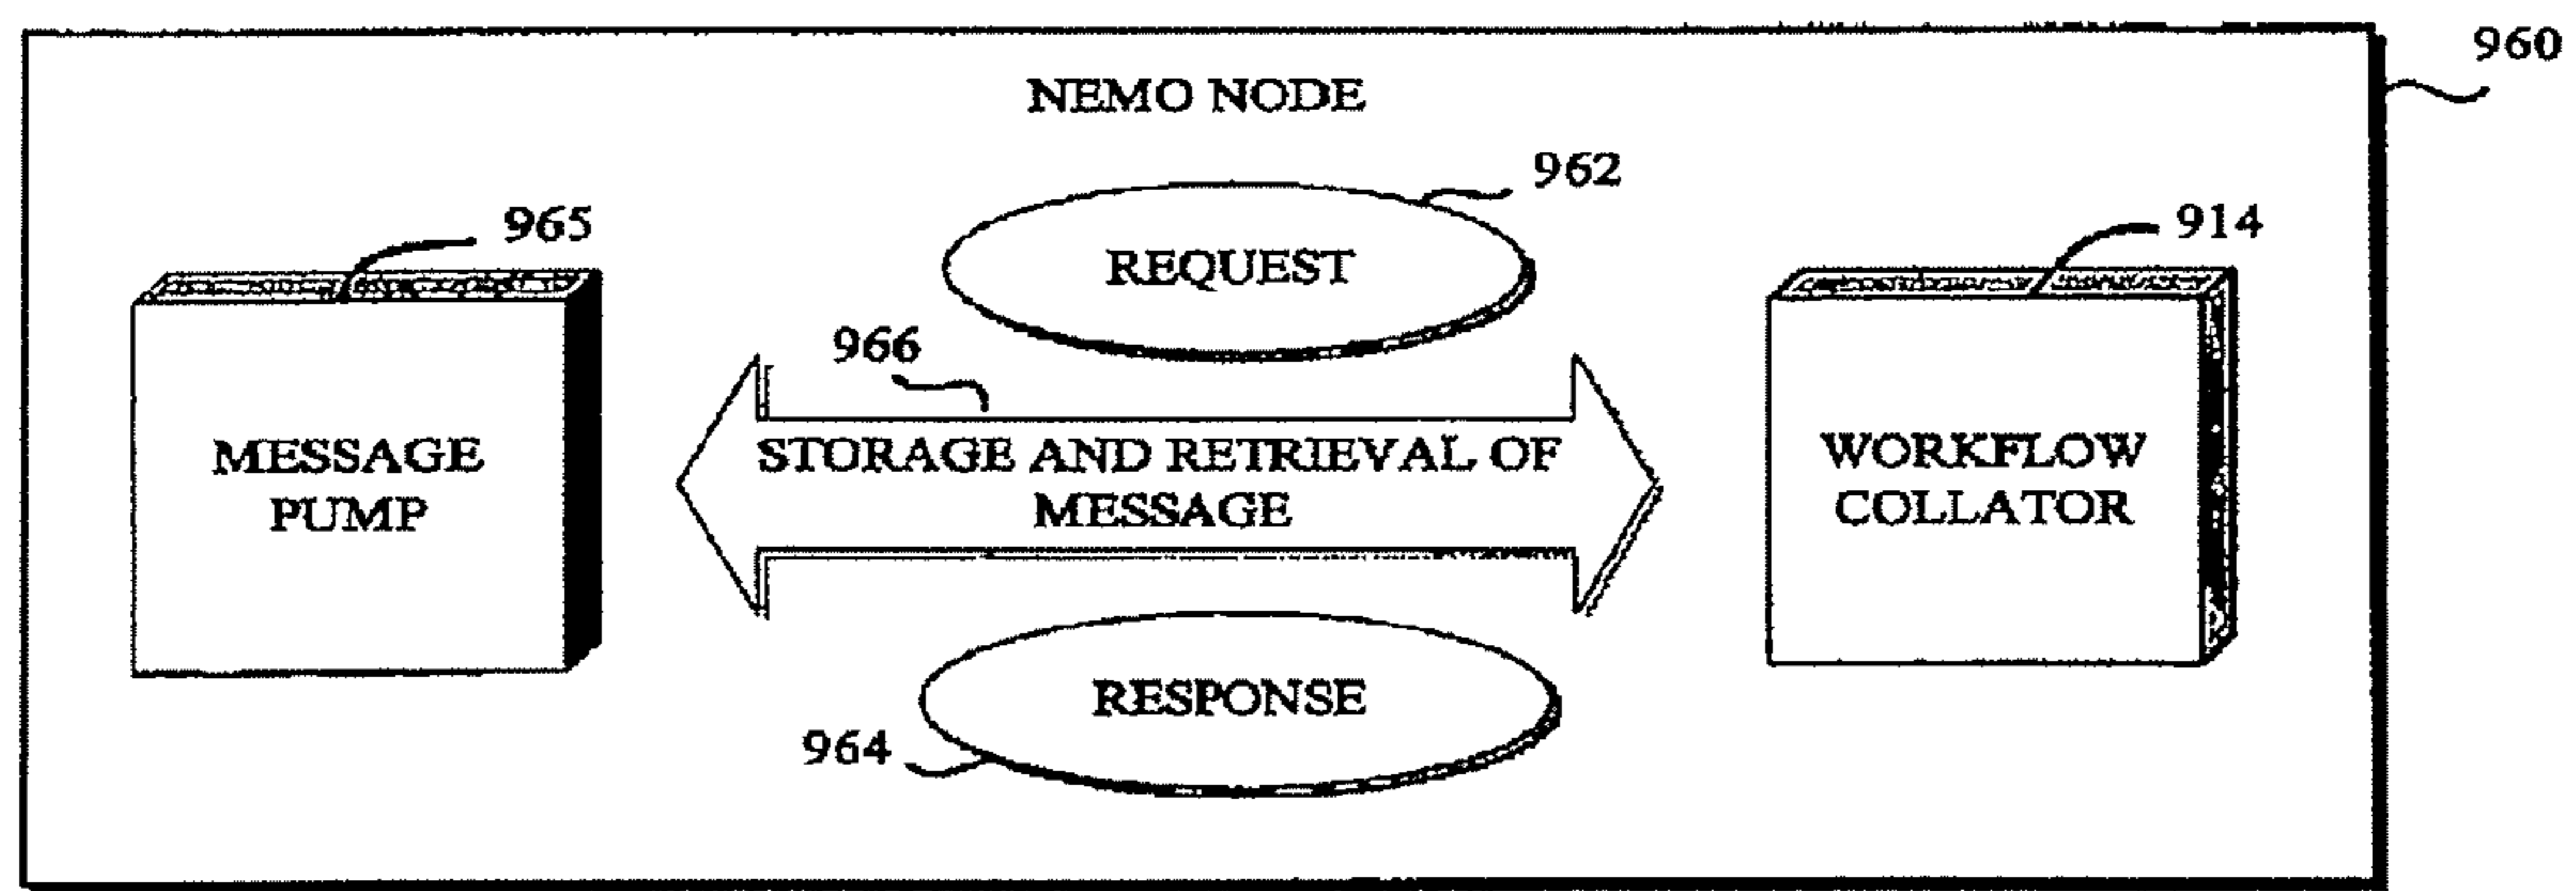 960
NEMO NODE
962
965
914
REQUEST
966
MESSAGE
PUMP
STORAGE AND RETRIEVAL OF
MESSAGE
WORKFLOW
COLLATOR
RESPONSE
964